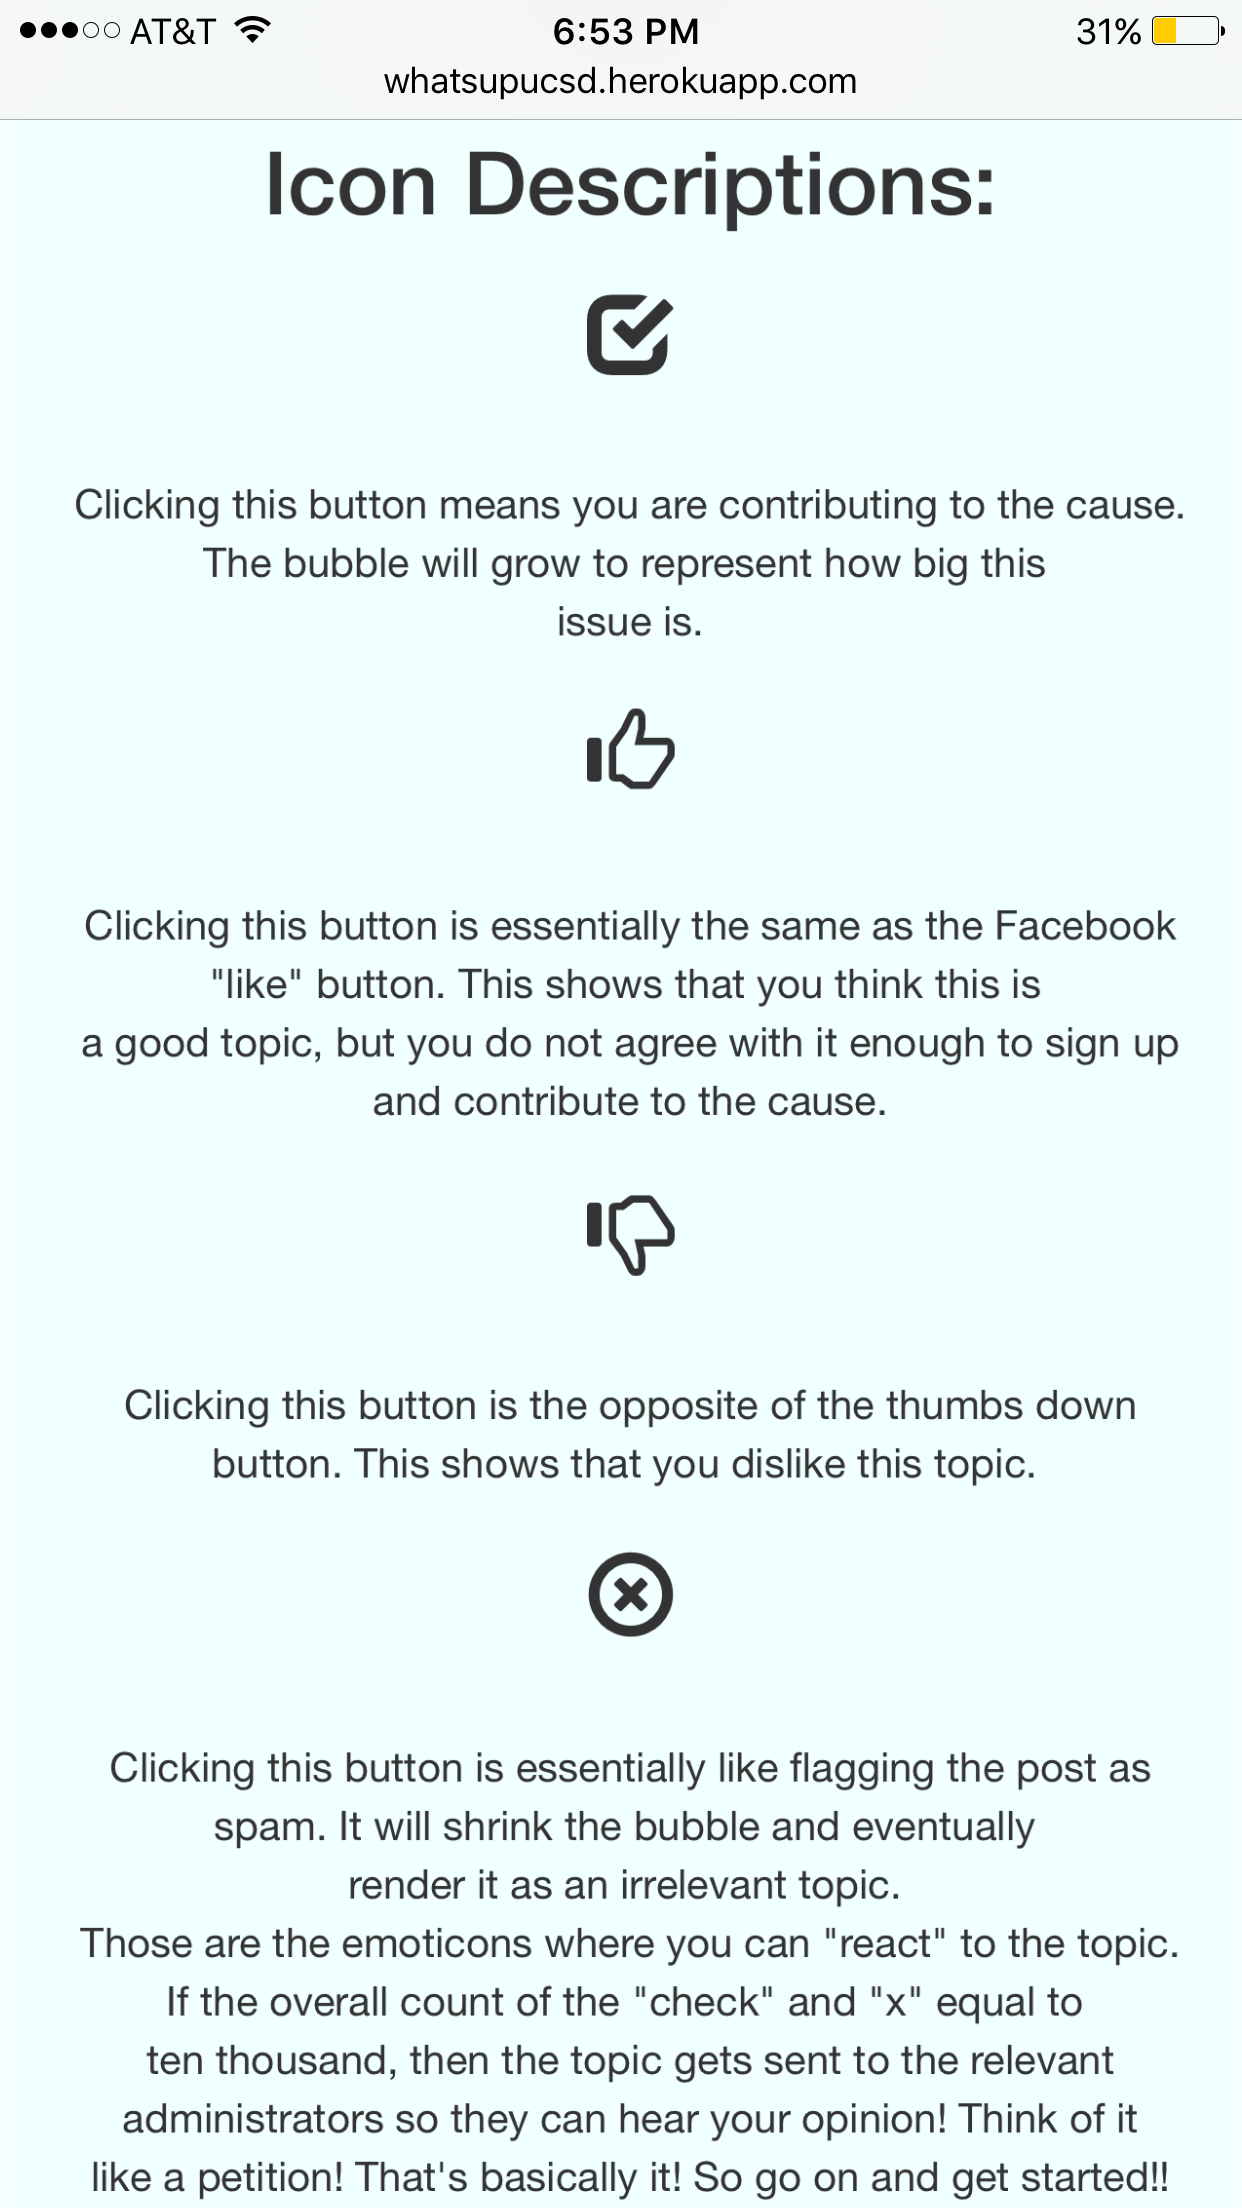 AT&T 6:53 PM 31%
whatsupucsd.herokuapp.com
Icon Descriptions:
Clicking this button means you are contributing to the cause.
The bubble will grow to represent how big this
issue is.
Clicking this button is essentially the same as the Facebook
"like" button. This shows that you think this is
a good topic, but you do not agree with it enough to sign up
and contribute to the cause.
Clicking this button is the opposite of the thumbs down
button. This shows that you dislike this topic.
Clicking this button is essentially like flagging the post as
spam. It will shrink the bubble and eventually
render it as an irrelevant topic.
Those are the emoticons where you can "react" to the topic.
If the overall count of the "check" and "x" equal to
ten thousand, then the topic gets sent to the relevant
administrators so they can hear your opinion! Think of it
like a petition! That's basically it! So go on and get started!!